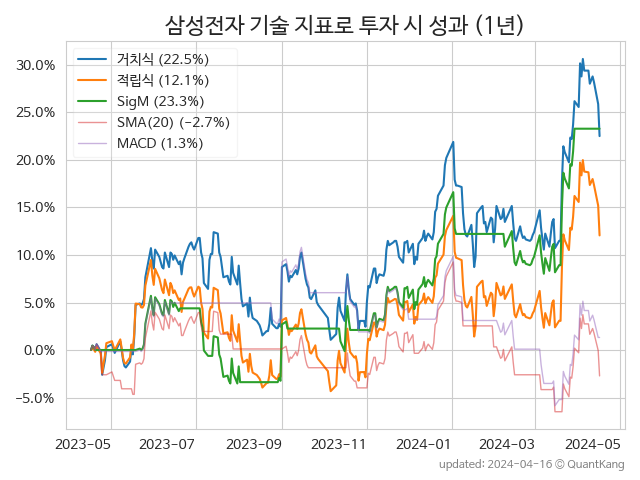 삼성전자 기술 지표로 투자 시 성과 (1년)
거치식 (22.5%)
적립식 (12.1%)
SigM (23.3%)
SMA(20) (−2.7%)
MACD (1.3%)
30.0%
25.0%
20.0%
15.0%
10.0%
5.0%
0.0%
−5.0%
2023-05 2023-07 2023-09 2023-11 2024-01 2024-03 2024-05
updated: 2024-04-16 © QuantKang